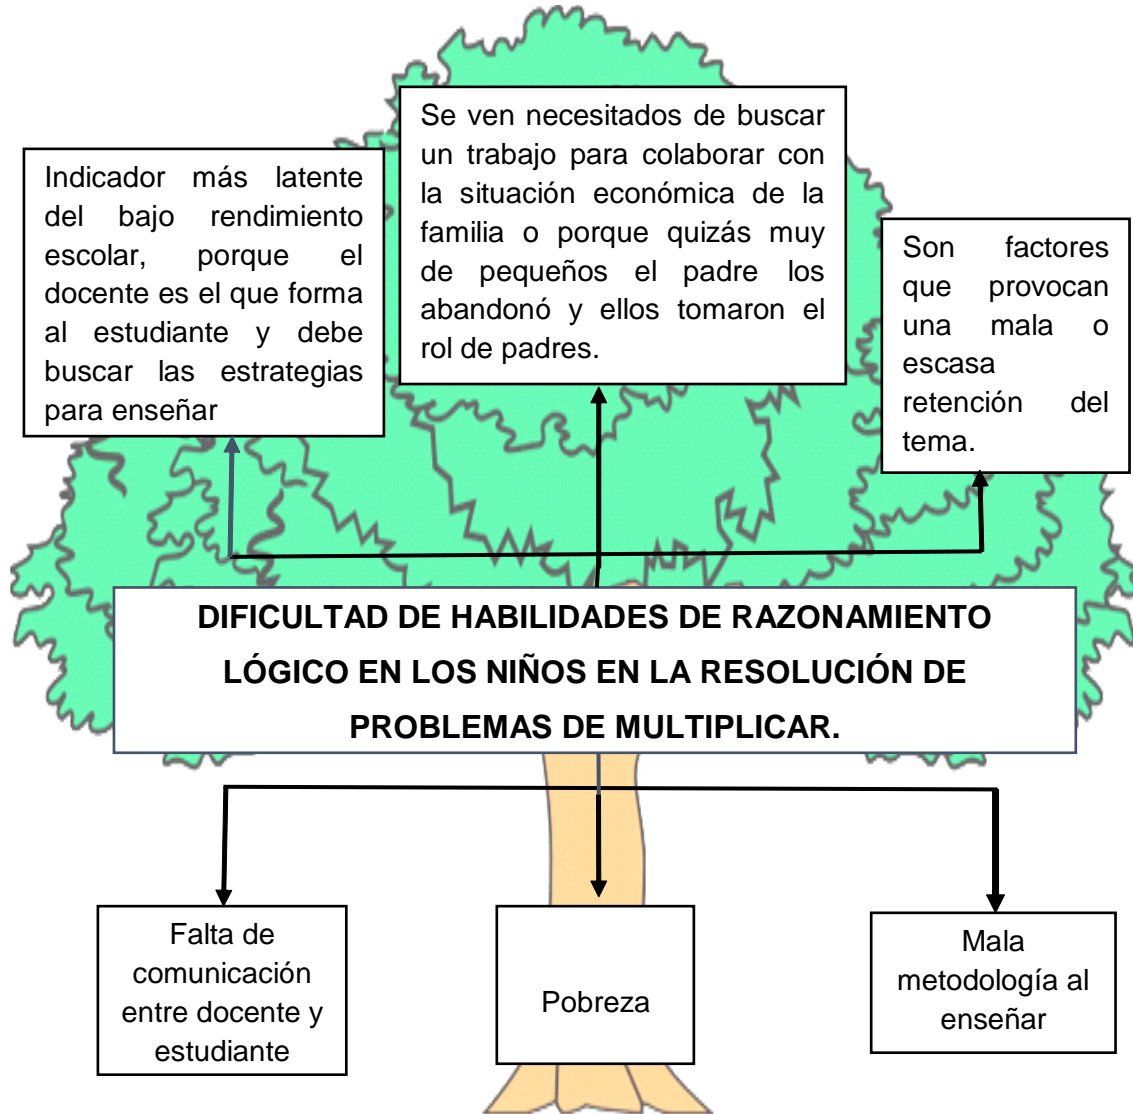 Se ven necesitados de buscar
un trabajo para colaborar con
la situación económica de la
familia o porque quizás muy
de pequeños el padre los
abandonó y ellos tomaron el
rol de padres.
Indicador más latente
del bajo rendimiento
escolar, porque el
docente es el que forma
al estudiante y debe
buscar las estrategias
para enseñar
Son factores
que provocan
una mala o
escasa
retención del
tema.
DIFICULTAD DE HABILIDADES DE RAZONAMIENTO
LÓGICO EN LOS NIÑOS EN LA RESOLUCIÓN DE
PROBLEMAS DE MULTIPLICAR.
Falta de
comunicación
entre docente y
estudiante
Pobreza
Mala
metodología al
enseñar